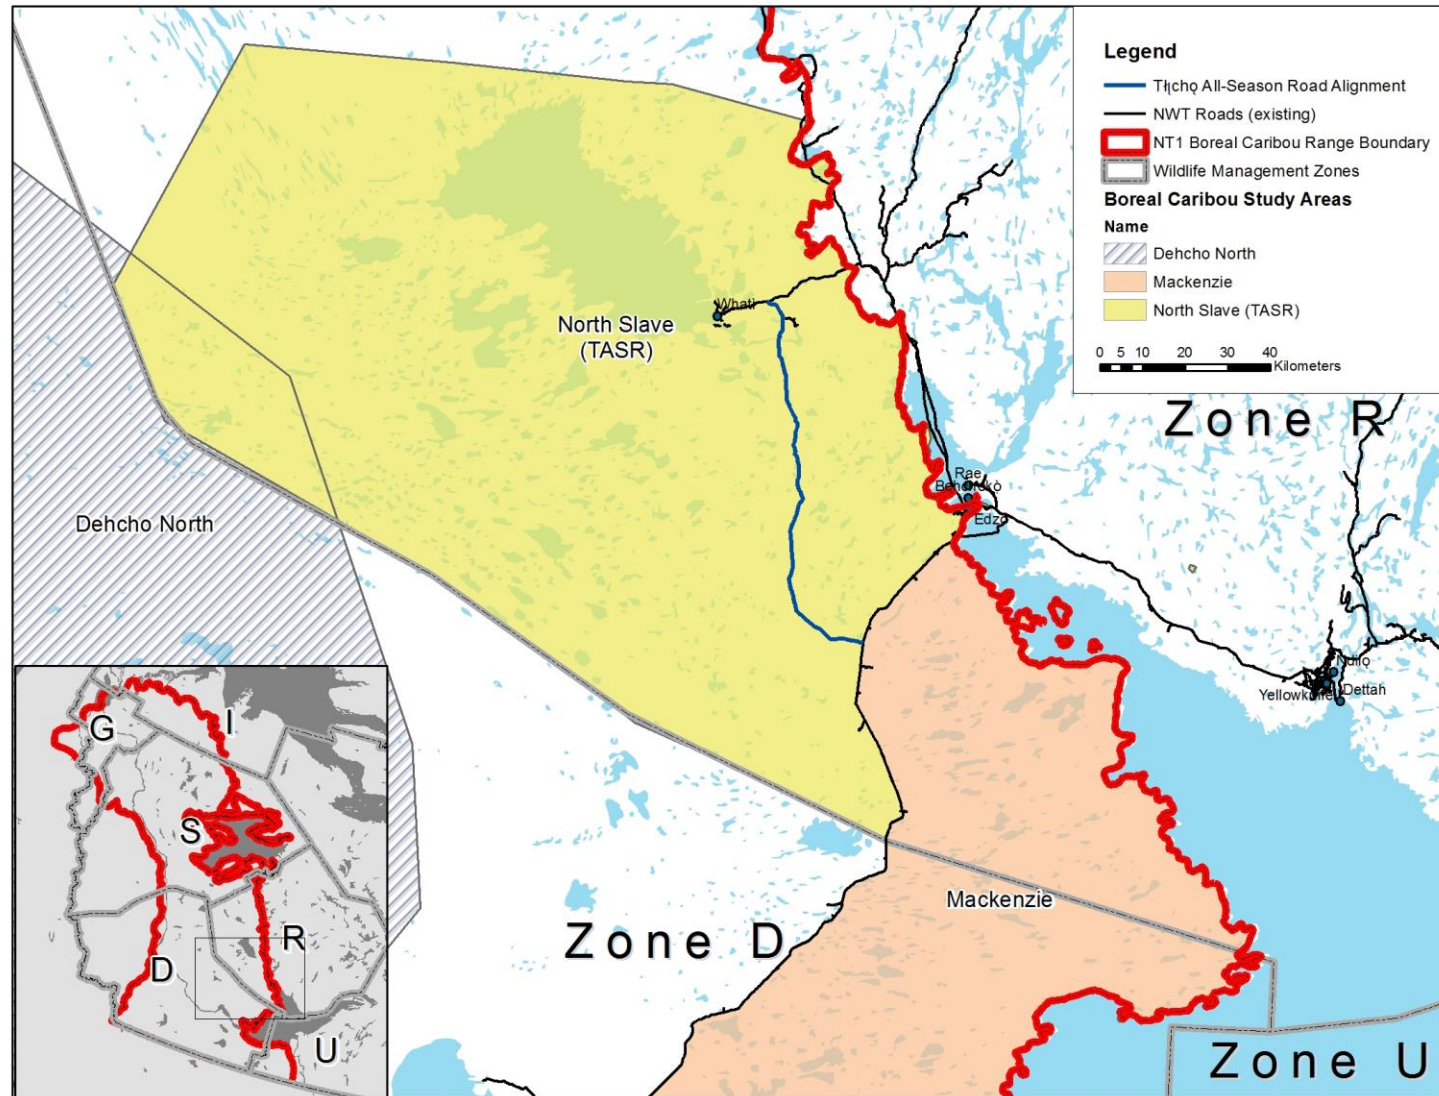 Legend
Tłı̨chǫ All-Season Road Alignment
NWT Roads (existing)
NT1 Boreal Caribou Range Boundary
Wildlife Management Zones
Boreal Caribou Study Areas
Name
Dehcho North
Mackenzie
North Slave (TASR)
0 5 10 20 30 40
Kilometers
Whatì
North Slave
(TASR)
Zone R
Rae
Edzo
Dehcho North
Ndilǫ
Yellowknife
Dettah
Mackenzie
Zone D
Zone U
G
I
S
R
D
U